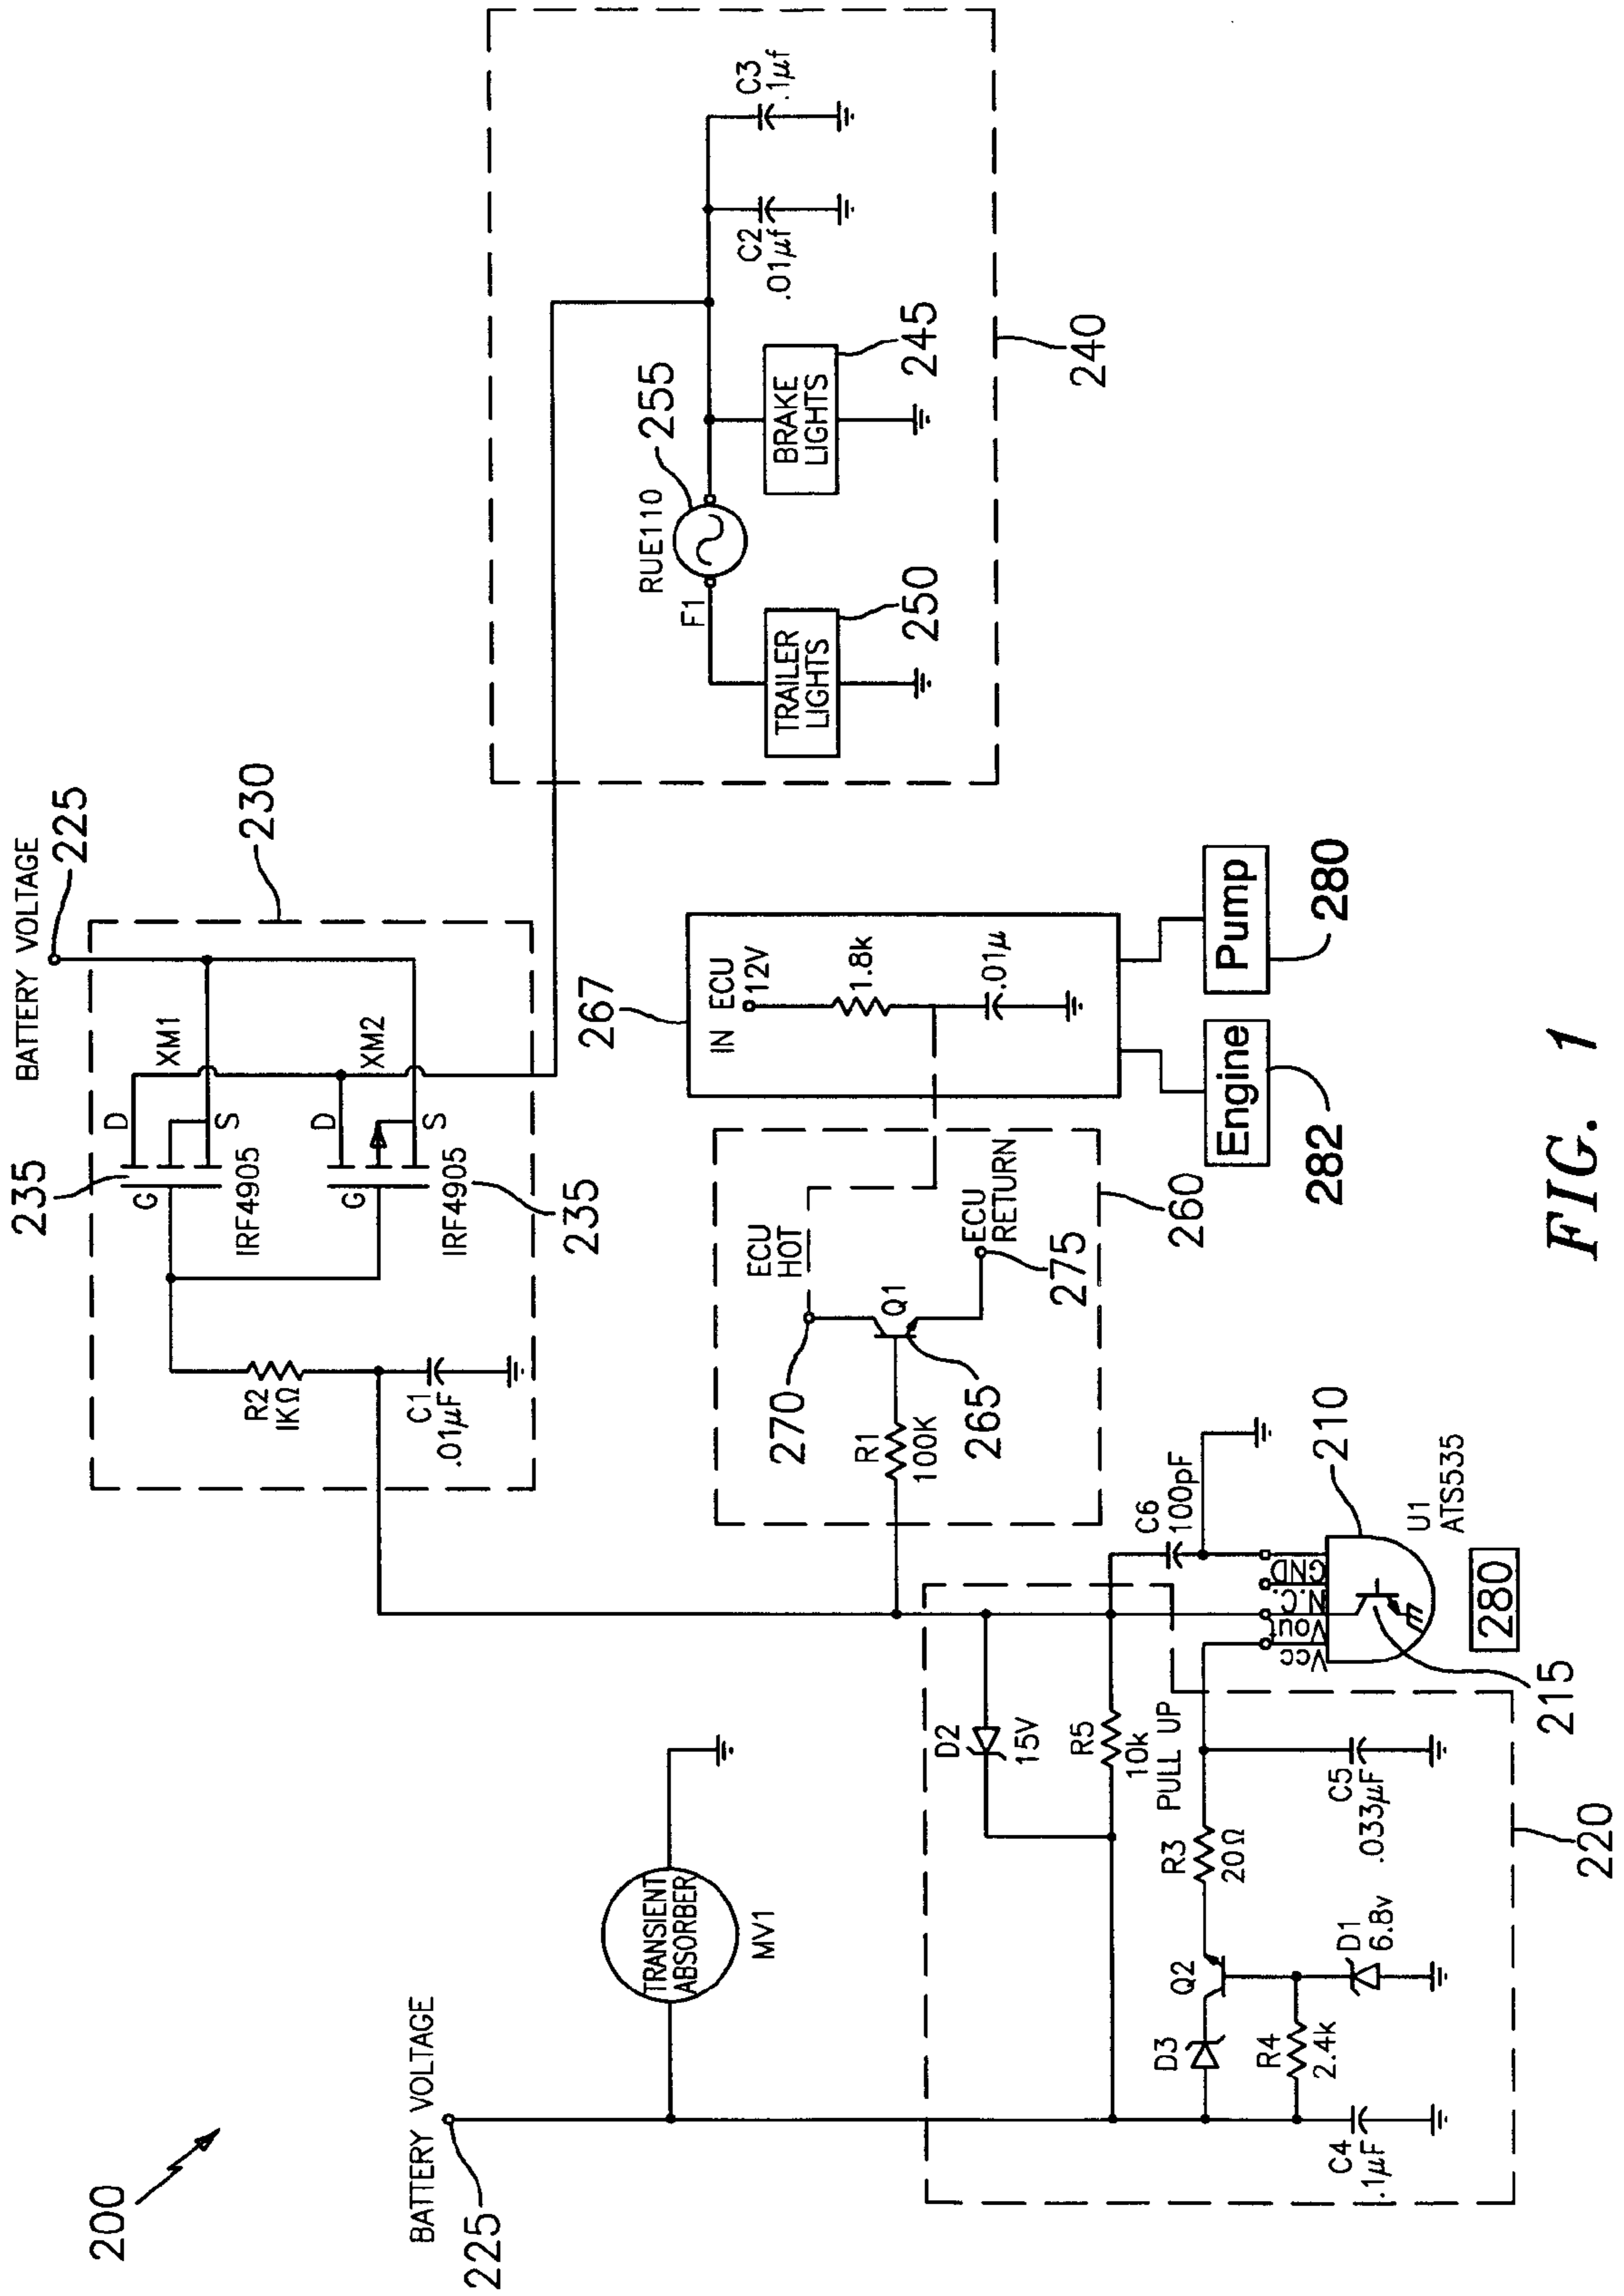 200
BATTERY VOLTAGE
225
TRANSIENT
ABSORBER
MV1
BATTERY VOLTAGE
225
230
235
G
D
S
XM1
IRF4905
G
D
S
XM2
IRF4905
235
R2
1KΩ
C1
.01µF
240
RUE110
255
F1
TRAILER
LIGHTS
250
BRAKE
LIGHTS
245
C2
.01µf
C3
.1µf
267
IN ECU
12V
1.8k
.01µ
Engine
282
Pump
280
260
ECU
HOT
270
Q1
265
R1
100K
ECU
RETURN
275
220
D2
15V
R5
10k
PULL UP
D3
Q2
R3
20Ω
R4
2.4k
D1
6.8v
C4
.1µF
C5
.033µF
C6
100pF
Vcc
Vout
N.C.
GND
210
U1
ATS535
215
280
FIG. 1